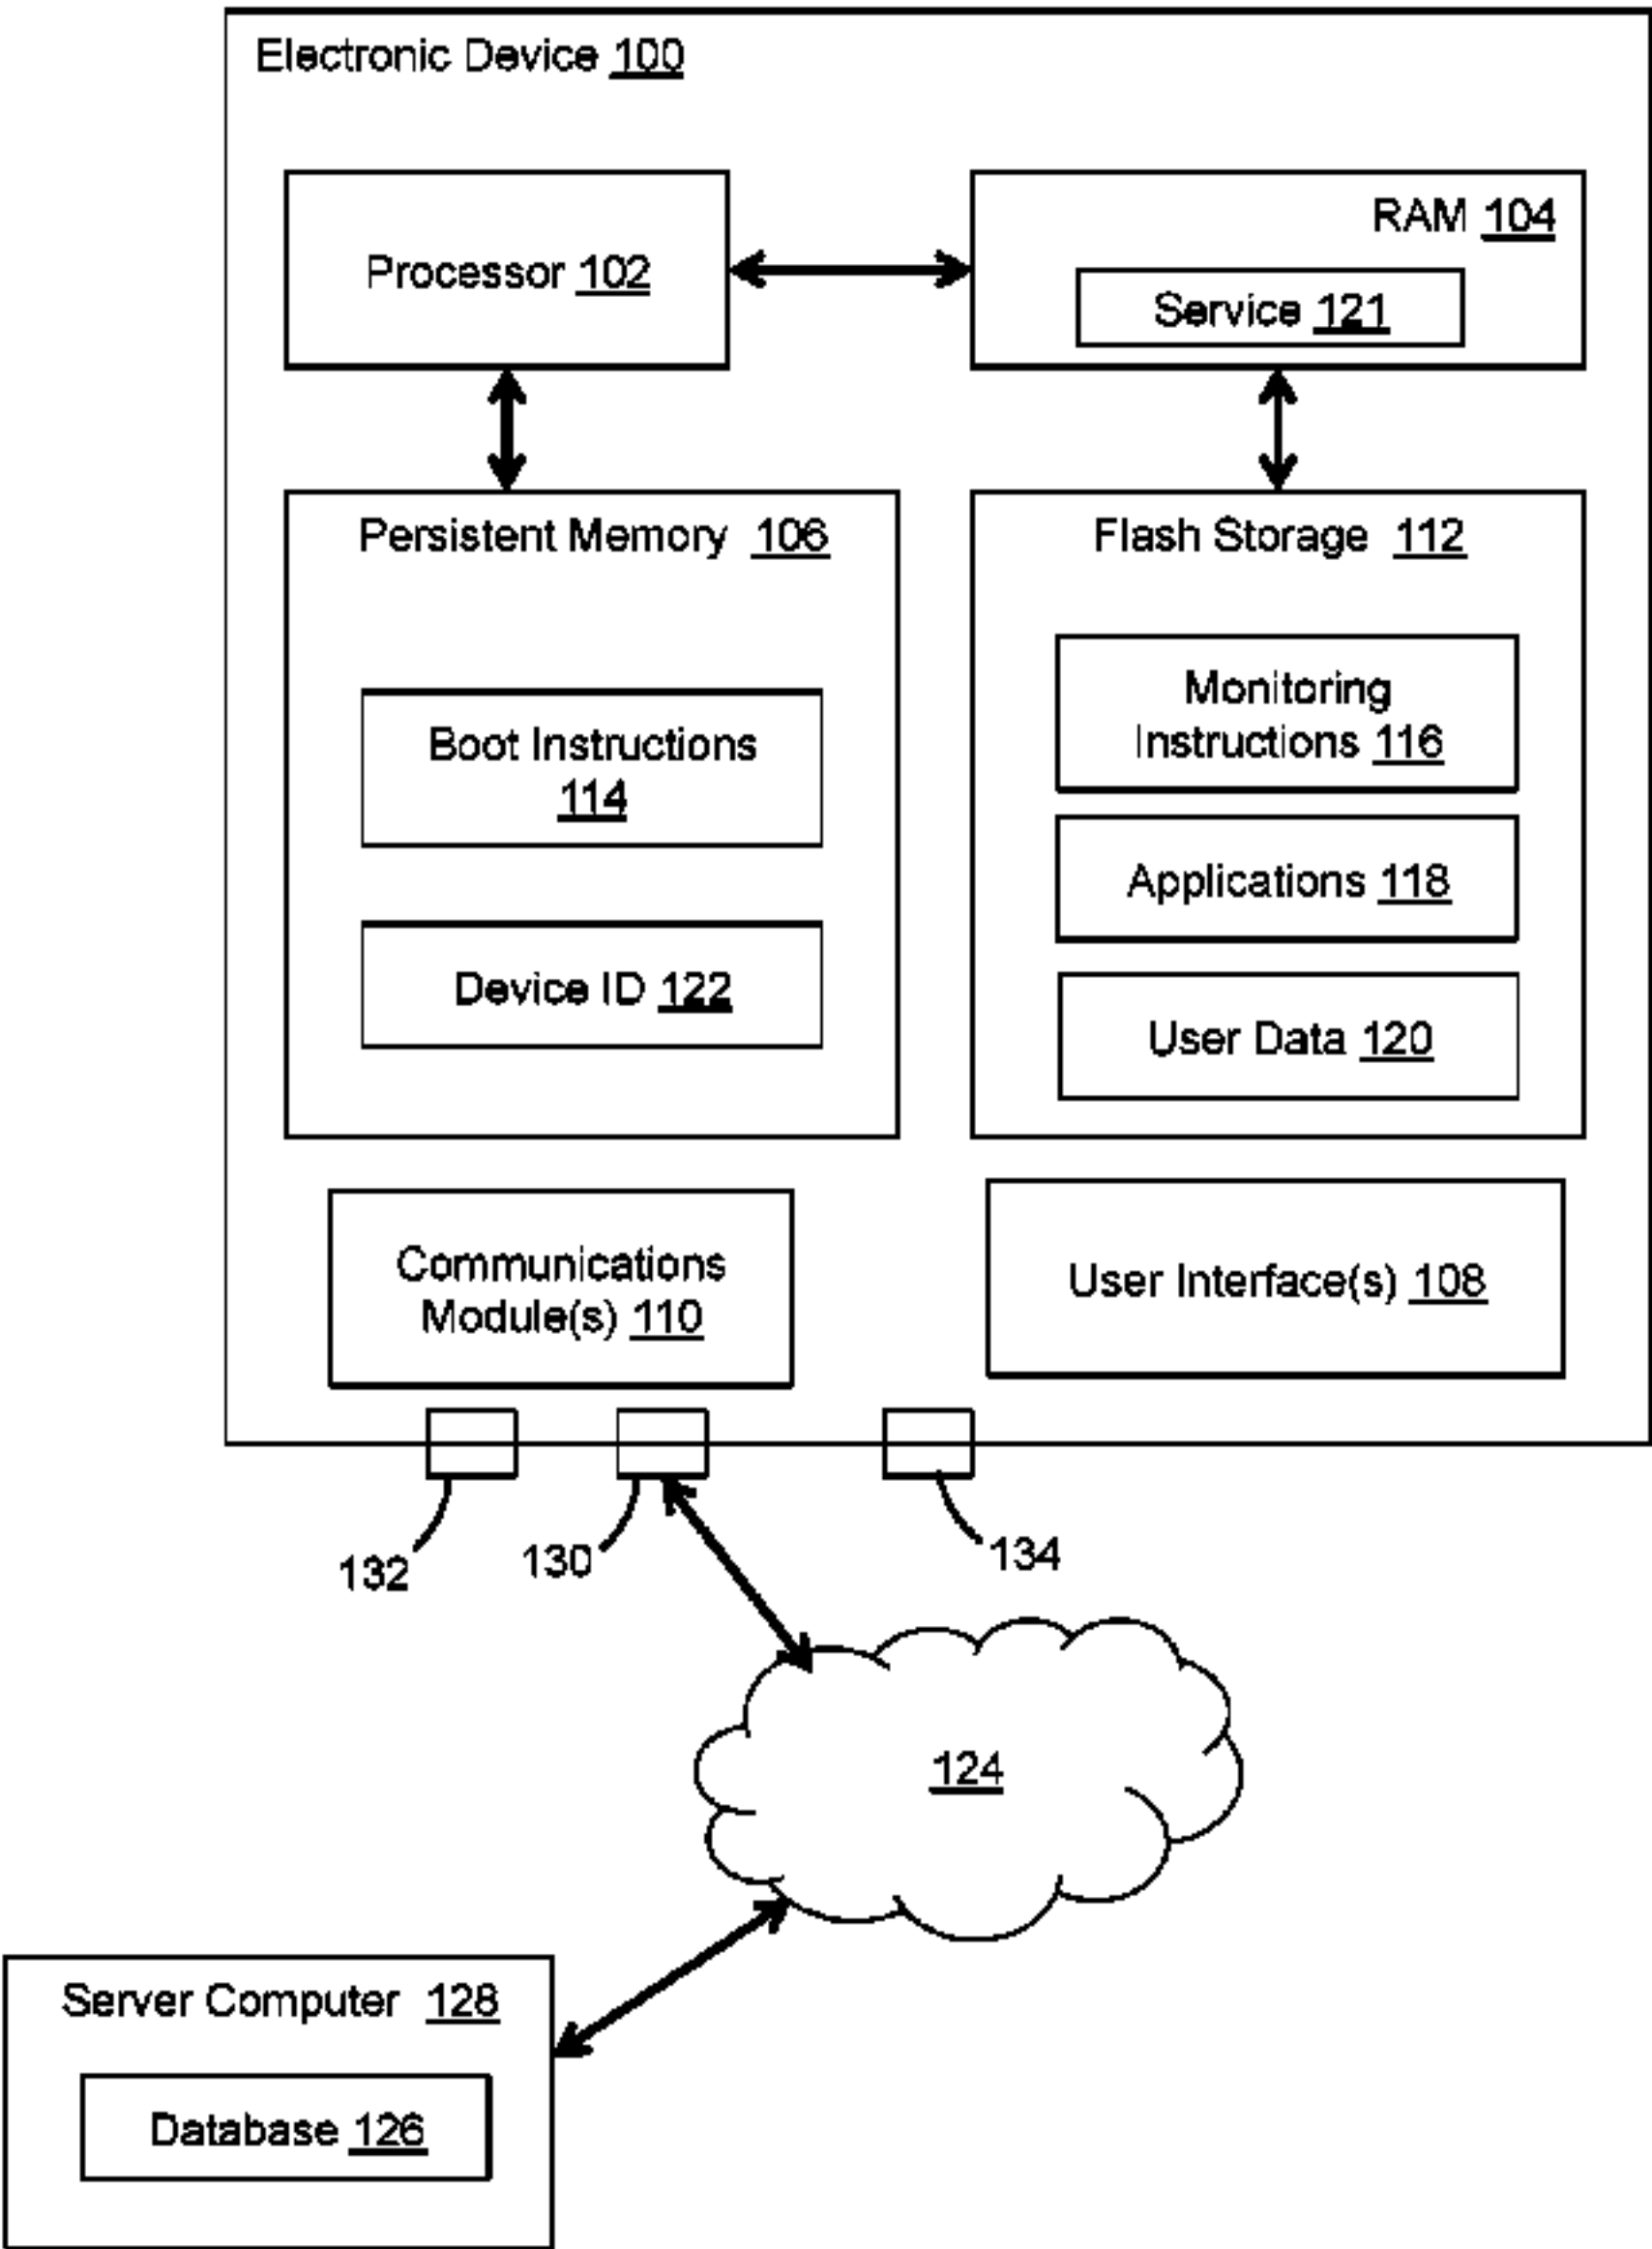 Electronic Device 100
Processor 102
RAM 104
Service 121
Persistent Memory 106
Boot Instructions
114
Device ID 122
Flash Storage 112
Monitoring
Instructions 116
Applications 118
User Data 120
Communications
Module(s) 110
User Interface(s) 108
132
130
134
124
Server Computer 128
Database 126